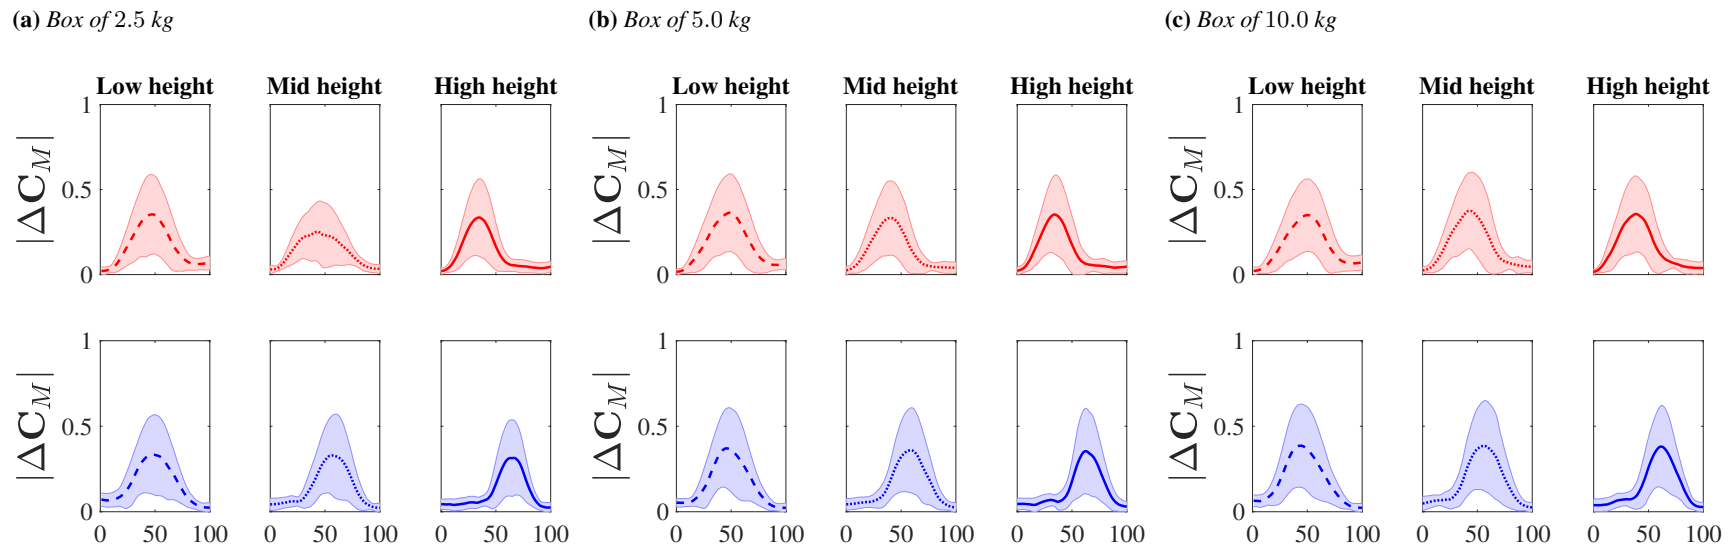 (a) Box of 2.5 kg
(b) Box of 5.0 kg
(c) Box of 10.0 kg
Low height Mid height High height
Low height Mid height High height
Low height Mid height High height
1
0.5
0
|ΔC_M|
1
0.5
0
|ΔC_M|
1
0.5
0
|ΔC_M|
1
0.5
0
|ΔC_M|
0 50 100 0 50 100 0 50 100
1
0.5
0
|ΔC_M|
0 50 100 0 50 100 0 50 100
1
0.5
0
|ΔC_M|
0 50 100 0 50 100 0 50 100